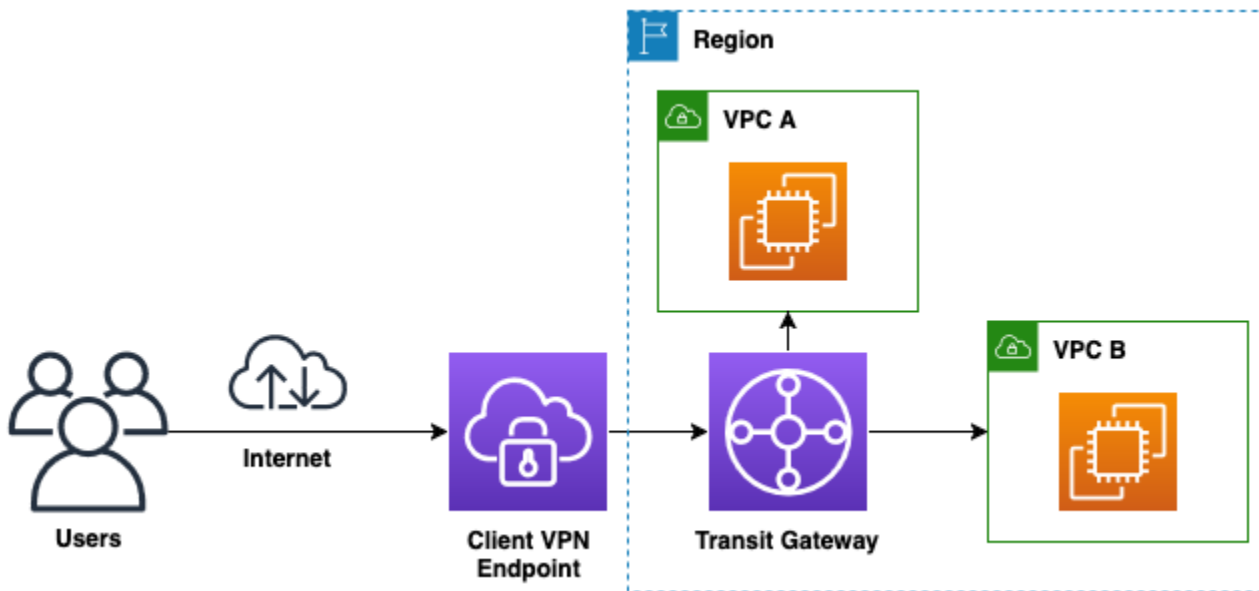 Region
VPC A
VPC B
Internet
Users
Client VPN
Endpoint
Transit Gateway